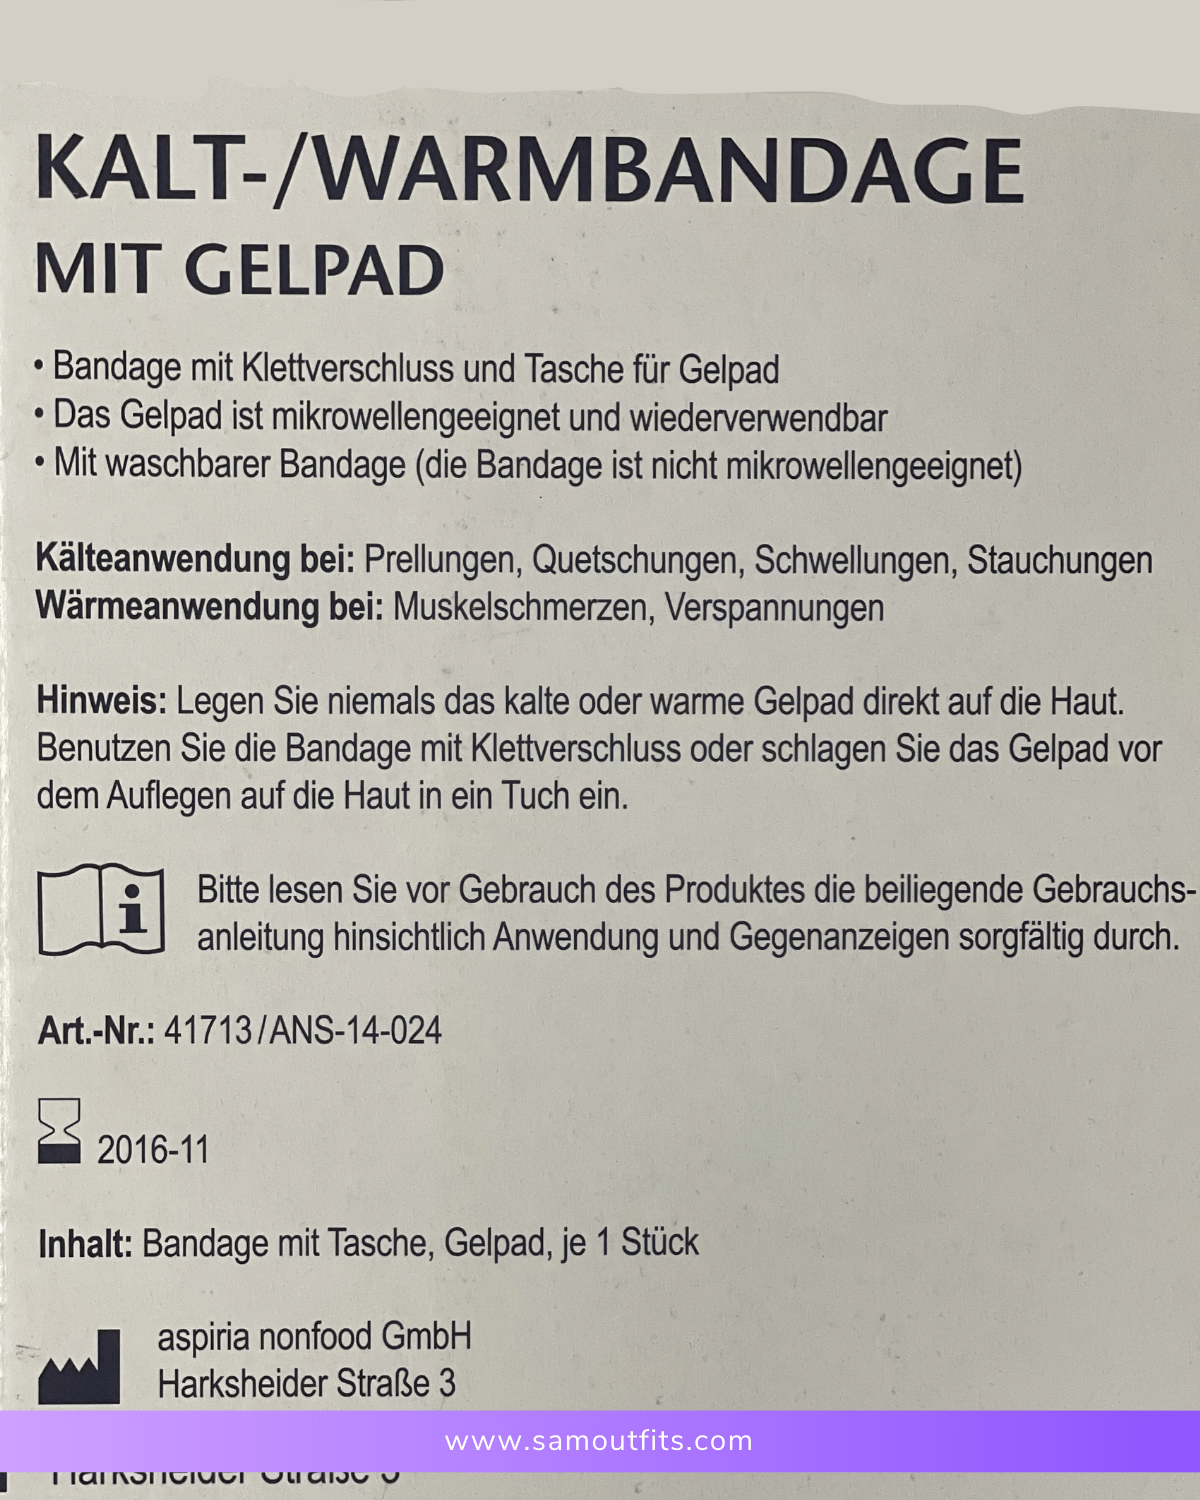 KALT-/WARMBANDAGE
MIT GELPAD
• Bandage mit Klettverschluss und Tasche für Gelpad
• Das Gelpad ist mikrowellengeeignet und wiederverwendbar
• Mit waschbarer Bandage (die Bandage ist nicht mikrowellengeeignet)
Kälteanwendung bei: Prellungen, Quetschungen, Schwellungen, Stauchungen
Wärmeanwendung bei: Muskelschmerzen, Verspannungen
Hinweis: Legen Sie niemals das kalte oder warme Gelpad direkt auf die Haut.
Benutzen Sie die Bandage mit Klettverschluss oder schlagen Sie das Gelpad vor
dem Auflegen auf die Haut in ein Tuch ein.
Bitte lesen Sie vor Gebrauch des Produktes die beiliegende Gebrauchs-
anleitung hinsichtlich Anwendung und Gegenanzeigen sorgfältig durch.
Art.-Nr.: 41713/ANS-14-024
2016-11
Inhalt: Bandage mit Tasche, Gelpad, je 1 Stück
aspiria nonfood GmbH
Harksheider Straße 3
www.samoutfits.com
Harksheider Straße 3